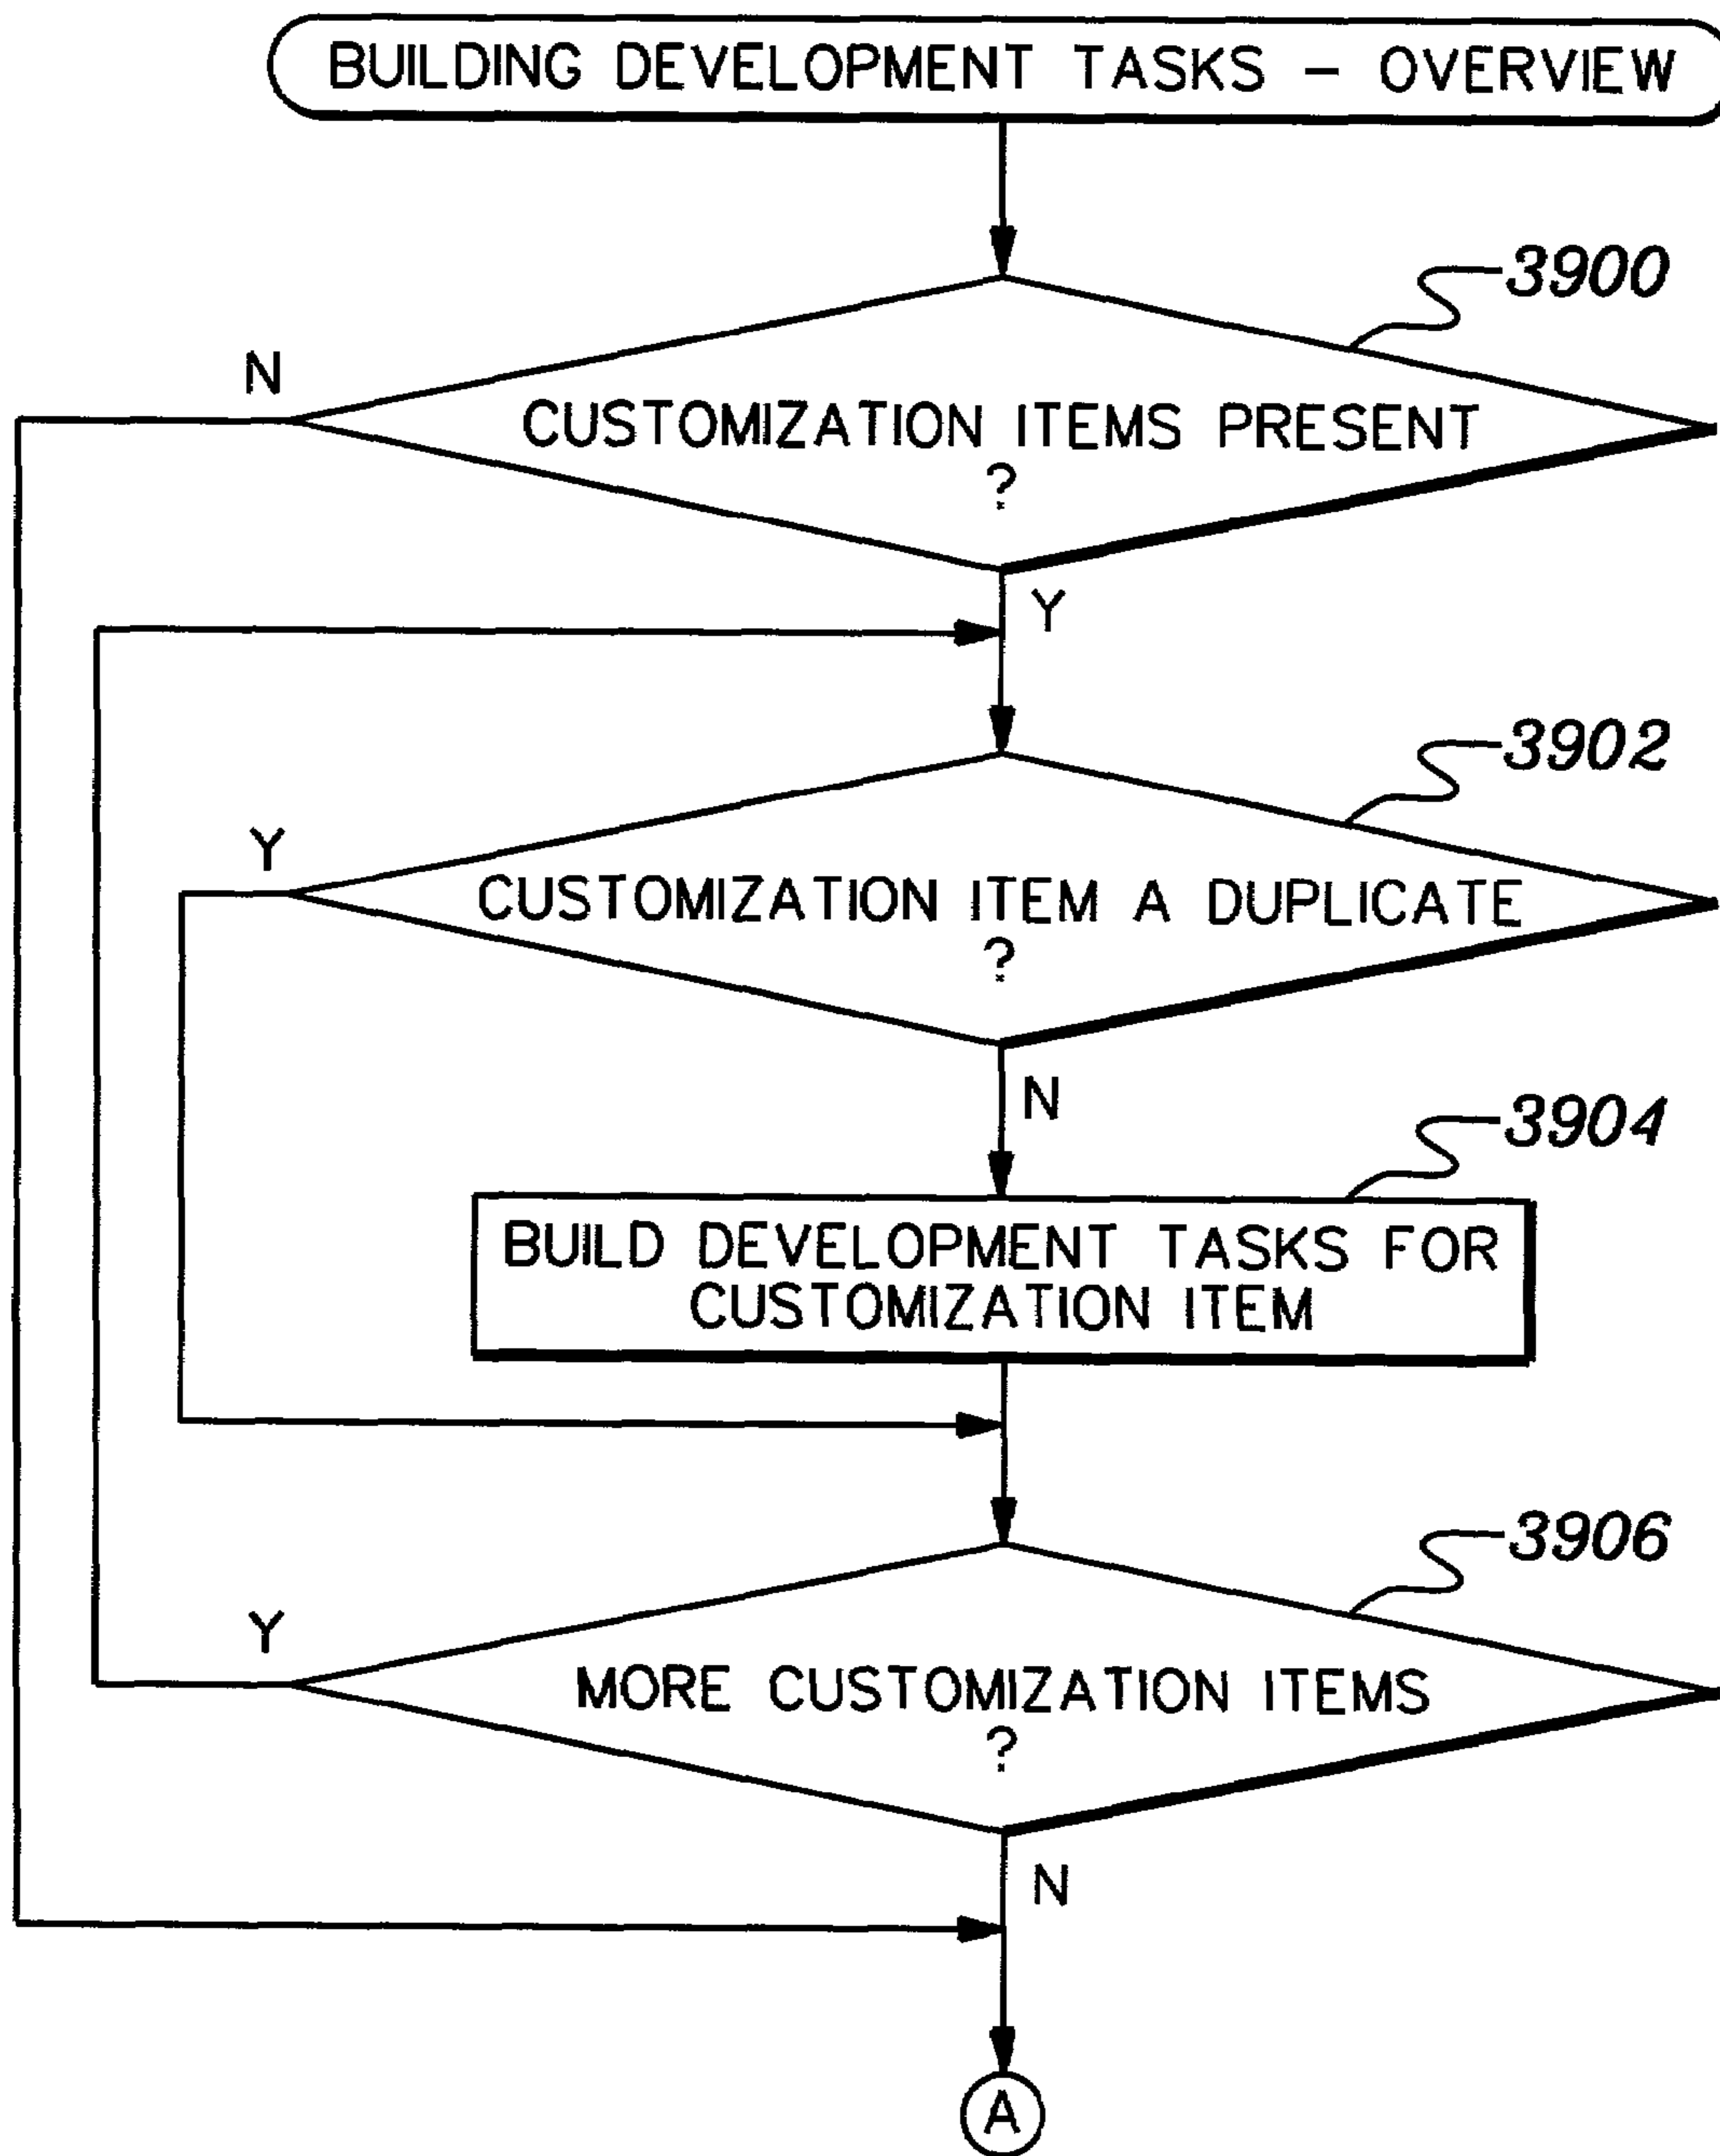 BUILDING DEVELOPMENT TASKS – OVERVIEW
3900
N
CUSTOMIZATION ITEMS PRESENT
?
Y
3902
Y
CUSTOMIZATION ITEM A DUPLICATE
?
N
3904
BUILD DEVELOPMENT TASKS FOR
CUSTOMIZATION ITEM
3906
Y
MORE CUSTOMIZATION ITEMS
?
N
A